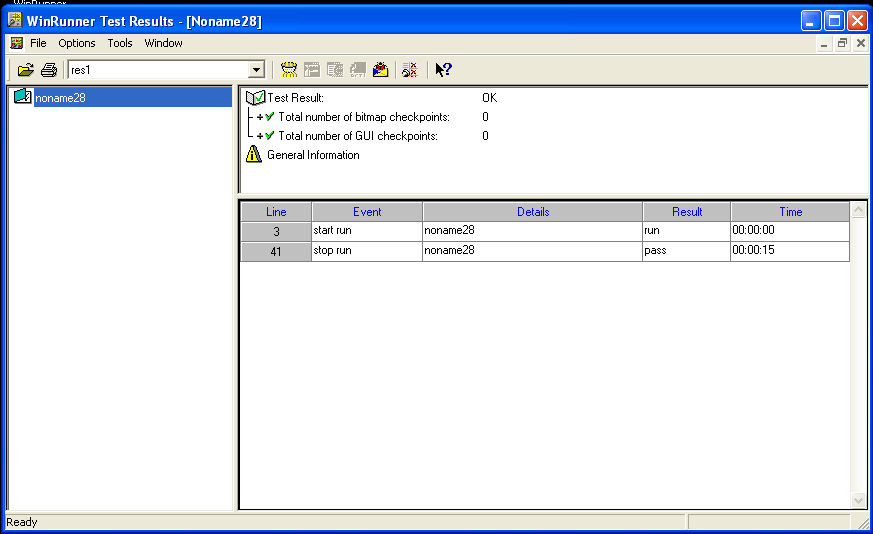 WinRunner
WinRunner Test Results - [Noname28]
File Options Tools Window
res1
noname28
Test Result: OK
Total number of bitmap checkpoints: 0
Total number of GUI checkpoints: 0
General Information
Line Event Details Result Time
3 start run noname28 run 00:00:00
41 stop run noname28 pass 00:00:15
Ready